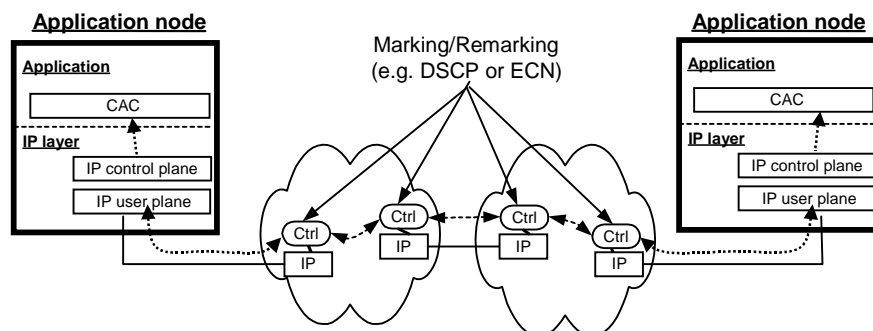 Application node
Application
CAC
IP layer
IP control plane
IP user plane
Marking/Remarking
(e.g. DSCP or ECN)
Ctrl
IP
Ctrl
IP
Ctrl
IP
Ctrl
IP
Application node
Application
CAC
IP layer
IP control plane
IP user plane